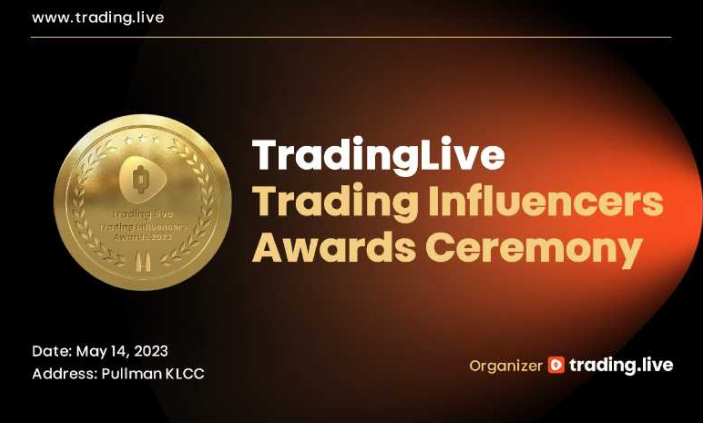 www.trading.live
trading.live
Trading Influencers
Awards 2023
TradingLive
Trading Influencers
Awards Ceremony
Date: May 14, 2023
Address: Pullman KLCC
Organizer trading.live